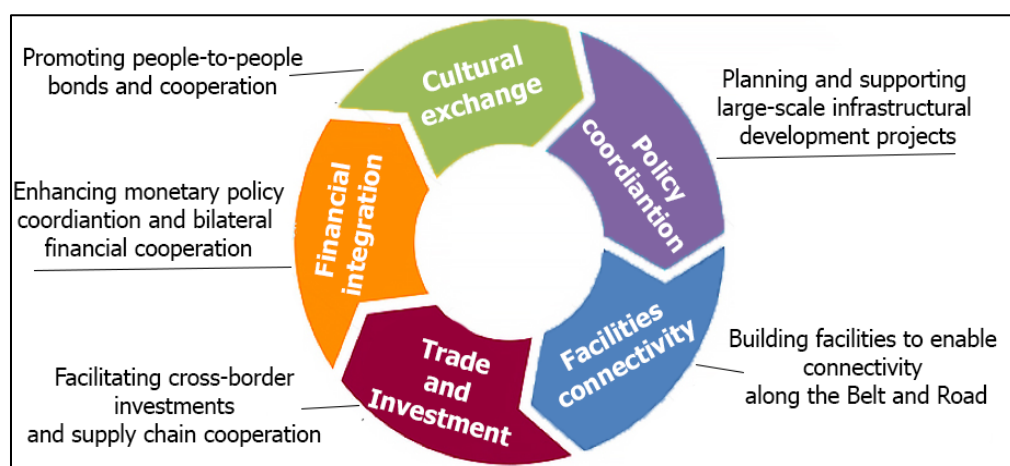 Promoting people-to-people
bonds and cooperation
Cultural
exchange
Planning and supporting
large-scale infrastructural
development projects
Policy
coordiantion
Enhancing monetary policy
coordiantion and bilateral
financial cooperation
Financial
integration
Building facilities to enable
connectivity
along the Belt and Road
Facilities
connectivity
Facilitating cross-border
investments
and supply chain cooperation
Trade
and
Investment